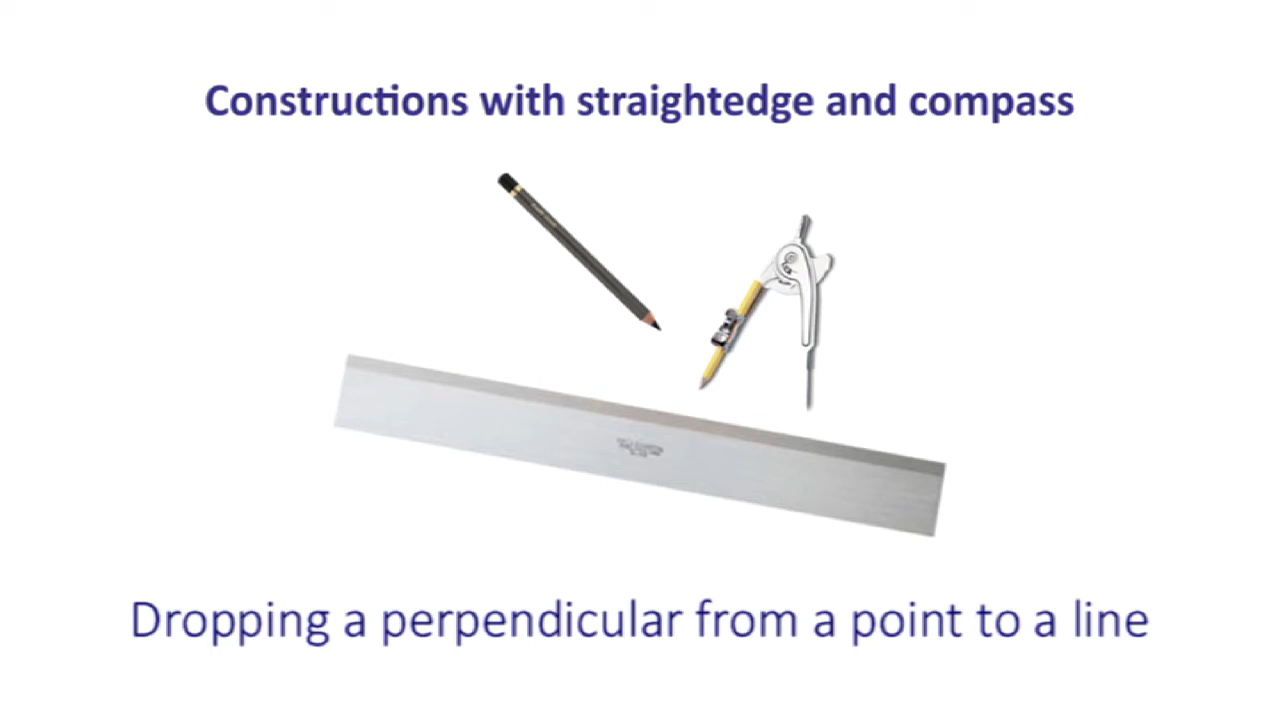 Constructions with straightedge and compass
Dropping a perpendicular from a point to a line